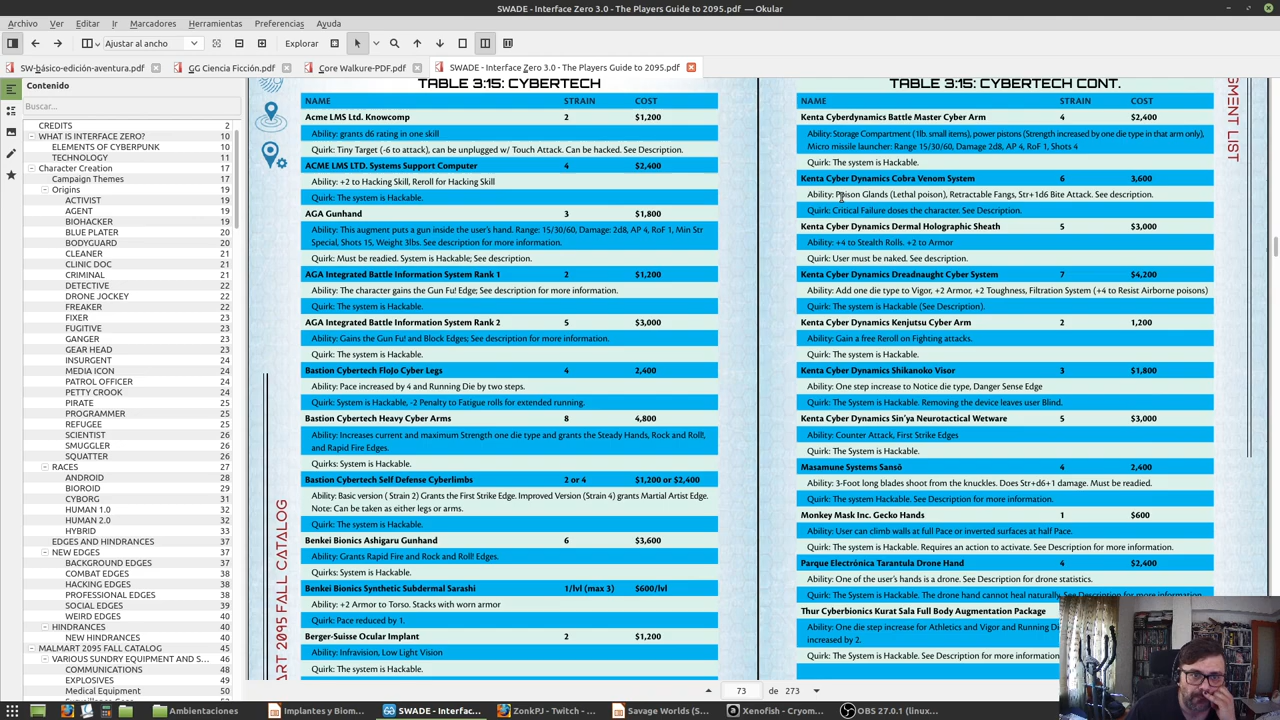 SWADE - Interface Zero 3.0 - The Players Guide to 2095.pdf — Okular
Archivo Ver Editar Ir Marcadores Herramientas Preferencias Ayuda
Ajustar al ancho Explorar
SW-básico-edición-aventura.pdf GG Ciencia Ficción.pdf Core Walkure-PDF.pdf SWADE - Interface Zero 3.0 - The Players Guide to 2095.pdf
Contenido
Buscar...
CREDITS 2
WHAT IS INTERFACE ZERO? 10
ELEMENTS OF CYBERPUNK 10
TECHNOLOGY 11
Character Creation 17
Campaign Themes 17
Origins 19
ACTIVIST 19
AGENT 19
BIOHACKER 19
BLUE PLATER 20
BODYGUARD 20
CLEANER 21
CLINIC DOC 21
CRIMINAL 21
DETECTIVE 22
DRONE JOCKEY 22
FREAKER 22
FIXER 23
FUGITIVE 23
GANGER 23
GEAR HEAD 23
INSURGENT 24
MEDIA ICON 24
PATROL OFFICER 24
PETTY CROOK 24
PIRATE 25
PROGRAMMER 25
REFUGEE 25
SCIENTIST 26
SMUGGLER 26
SQUATTER 26
RACES 27
ANDROID 28
BIOROID 29
CYBORG 31
HUMAN 1.0 32
HUMAN 2.0 32
HYBRID 33
EDGES AND HINDRANCES 37
NEW EDGES 37
BACKGROUND EDGES 37
COMBAT EDGES 38
HACKING EDGES 38
PROFESSIONAL EDGES 38
SOCIAL EDGES 39
WEIRD EDGES 40
HINDRANCES 40
NEW HINDRANCES 40
MALMART 2095 FALL CATALOG 45
VARIOUS SUNDRY EQUIPMENT AND S... 46
COMMUNICATIONS 48
EXPLOSIVES 49
Medical Equipment 50
TABLE 3:15: CYBERTECH
NAME STRAIN COST
Acme LMS Ltd. Knowcomp 2 $1,200
Ability: grants d6 rating in one skill
Quirk: Tiny Target (-6 to attack), can be unplugged w/ Touch Attack. Can be hacked. See Description.
ACME LMS LTD. Systems Support Computer 4 $2,400
Ability: +2 to Hacking Skill, Reroll for Hacking Skill
Quirk: The system is Hackable.
AGA Gunhand 3 $1,800
Ability: This augment puts a gun inside the user's hand. Range: 15/30/60, Damage: 2d8, AP 4, RoF 1, Min Str
Special, Shots 15, Weight 3lbs. See description for more information.
Quirk: Must be readied. System is Hackable; See description.
AGA Integrated Battle Information System Rank 1 2 $1,200
Ability: The character gains the Gun Fu! Edge; See description for more information.
Quirk: The system is Hackable.
AGA Integrated Battle Information System Rank 2 5 $3,000
Ability: Gains the Gun Fu! and Block Edges; See description for more information.
Quirk: The system is Hackable.
Bastion Cybertech FloJo Cyber Legs 4 2,400
Ability: Pace increased by 4 and Running Die by two steps.
Quirk: System is Hackable, -2 Penalty to Fatigue rolls for extended running.
Bastion Cybertech Heavy Cyber Arms 8 4,800
Ability: Increases current and maximum Strength one die type and grants the Steady Hands, Rock and Roll!,
and Rapid Fire Edges.
Quirks: System is Hackable.
Bastion Cybertech Self Defense Cyberlimbs 2 or 4 $1,200 or $2,400
Ability: Basic version ( Strain 2) Grants the First Strike Edge. Improved Version (Strain 4) grants Martial Artist Edge.
Note: Can be taken as either legs or arms.
Quirk: The system is Hackable.
Benkei Bionics Ashigaru Gunhand 6 $3,600
Ability: Grants Rapid Fire and Rock and Roll! Edges.
Quirks: System is Hackable.
Benkei Bionics Synthetic Subdermal Sarashi 1/lvl (max 3) $600/lvl
Ability: +2 Armor to Torso. Stacks with worn armor
Quirk: Pace reduced by 1.
Berger-Suisse Ocular Implant 2 $1,200
Ability: Infravision, Low Light Vision
Quirk: The system is Hackable.
ART 2095 FALL CATALOG
TABLE 3:15: CYBERTECH CONT.
NAME STRAIN COST
Kenta Cyberdynamics Battle Master Cyber Arm 4 $2,400
Ability: Storage Compartment (1lb. small items), power pistons (Strength increased by one die type in that arm only),
Micro missile launcher: Range 15/30/60, Damage 2d8, AP 4, RoF 1, Shots 4
Quirk: The system is Hackable.
Kenta Cyber Dynamics Cobra Venom System 6 3,600
Ability: Poison Glands (Lethal poison), Retractable Fangs, Str+1d6 Bite Attack. See description.
Quirk: Critical Failure doses the character. See Description.
Kenta Cyber Dynamics Dermal Holographic Sheath 5 $3,000
Ability: +4 to Stealth Rolls. +2 to Armor
Quirk: User must be naked. See description.
Kenta Cyber Dynamics Dreadnaught Cyber System 7 $4,200
Ability: Add one die type to Vigor, +2 Armor, +2 Toughness, Filtration System (+4 to Resist Airborne poisons)
Quirk: The system is Hackable (See Description).
Kenta Cyber Dynamics Kenjutsu Cyber Arm 2 1,200
Ability: Gain a free Reroll on Fighting attacks.
Quirk: The system is Hackable.
Kenta Cyber Dynamics Shikanoko Visor 3 $1,800
Ability: One step increase to Notice die type, Danger Sense Edge
Quirk: The System is Hackable. Removing the device leaves user Blind.
Kenta Cyber Dynamics Sin'ya Neurotactical Wetware 5 $3,000
Ability: Counter Attack, First Strike Edges
Quirk: The System is Hackable.
Masamune Systems Sansō 4 2,400
Ability: 3-Foot long blades shoot from the knuckles. Does Str+d6+1 damage. Must be readied.
Quirk: The system Hackable. See Description for more information.
Monkey Mask Inc. Gecko Hands 1 $600
Ability: User can climb walls at full Pace or inverted surfaces at half Pace.
Quirk: The system is Hackable. Requires an action to activate. See Description for more information.
Parque Electrónica Tarantula Drone Hand 4 $2,400
Ability: One of the user's hands is a drone. See Description for drone statistics.
Quirk: The System is Hackable. The drone hand cannot heal naturally. See Description for more information.
Thur Cyberbionics Kurat Sala Full Body Augmentation Package
Ability: One die step increase for Athletics and Vigor and Running Di
increased by 2.
Quirk: The System is Hackable. See Description for more information
MENT LIST
73 de 273
Ambientaciones Implantes y Biom... SWADE - Interfac... ZonkPJ - Twitch - ... Savage Worlds (S... Xenofish — Cryom... OBS 27.0.1 (linux...